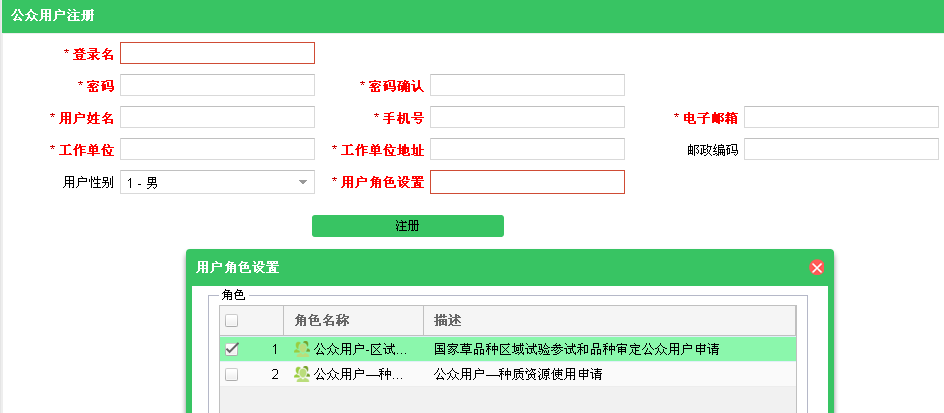 公众用户注册
* 登录名
* 密码 * 密码确认
* 用户姓名 * 手机号 * 电子邮箱
* 工作单位 * 工作单位地址 邮政编码
用户性别 1 - 男 * 用户角色设置
注册
用户角色设置
角色
角色名称 描述
1 公众用户-区试... 国家草品种区域试验参试和品种审定公众用户申请
2 公众用户—种... 公众用户—种质资源使用申请